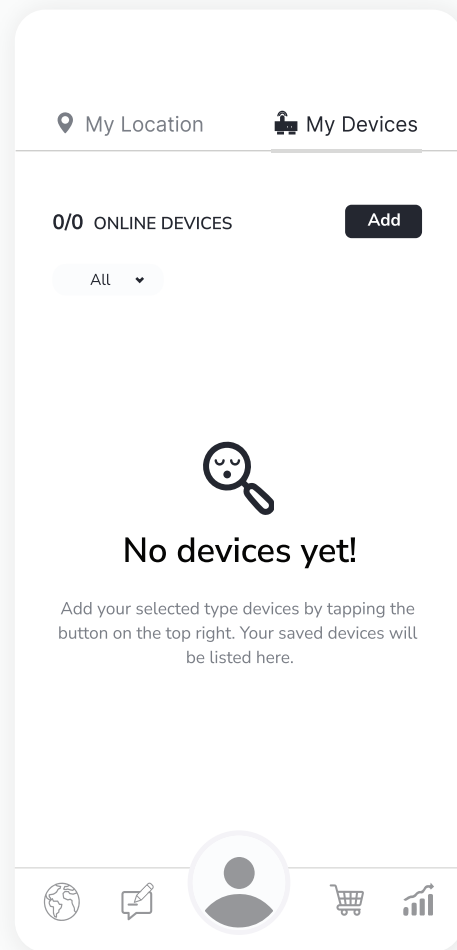 My Location
My Devices
0/0 ONLINE DEVICES
Add
All
No devices yet!
Add your selected type devices by tapping the
button on the top right. Your saved devices will
be listed here.